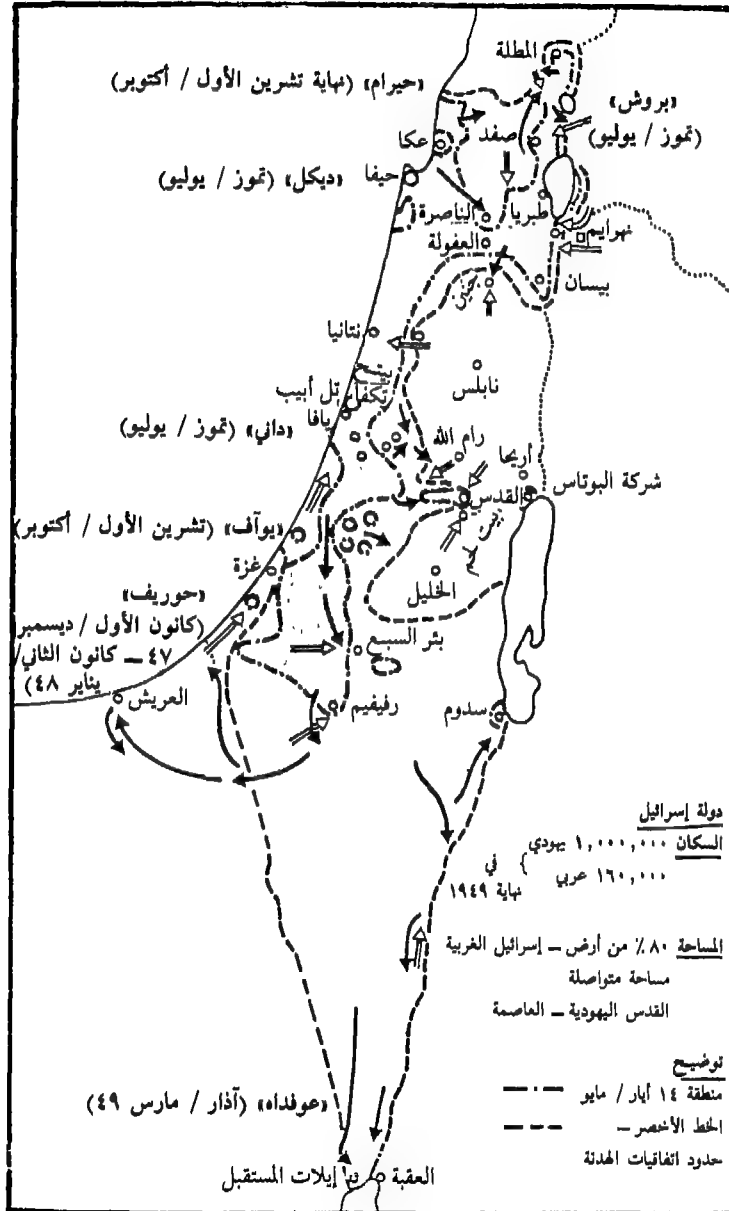 المطلة
«حيرام» (نهاية تشرين الأول / أكتوبر)
«بروش»
(تموز / يوليو)
صفد
عكا
حيفا
«ديكل» (تموز / يوليو)
الناصرة
طبريا
نهرايم
العفولة
بيسان
جنين
نتانيا
نابلس
بيتح
تكفا
تل أبيب
يافا
«داني» (تموز / يوليو)
رام الله
أريحا
شركة البوتاس
القدس
بيت لحم
«يوآف» (تشرين الأول / أكتوبر)
غزة
الخليل
«حوريف»
(كانون الأول / ديسمبر
٤٧ – كانون الثاني/
يناير ٤٨)
بئر السبع
العريش
رفيفيم
سدوم
دولة إسرائيل
السكان ١,٠٠٠,٠٠٠ يهودي
١٦٠,٠٠٠ عربي
{ في
نهاية ١٩٤٩
المساحة ٨٠٪ من أرض – إسرائيل الغربية
مساحة متواصلة
القدس اليهودية – العاصمة
توضيح
منطقة ١٤ أيار / مايو
الخط الأخضر –
حدود اتفاقيات الهدنة
«عوفداه» (آذار / مارس ٤٩)
العقبة
إيلات المستقبل